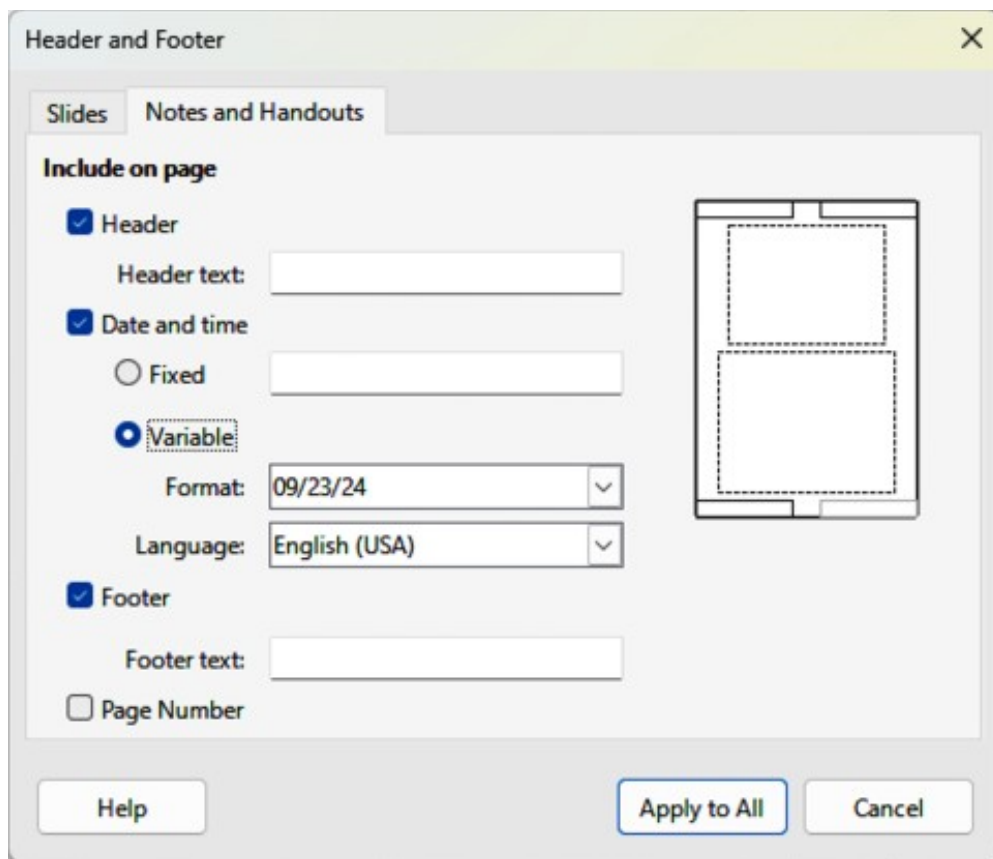 Header and Footer
Slides Notes and Handouts
Include on page
Header
Header text:
Date and time
Fixed
Variable
Format: 09/23/24
Language: English (USA)
Footer
Footer text:
Page Number
Help Apply to All Cancel